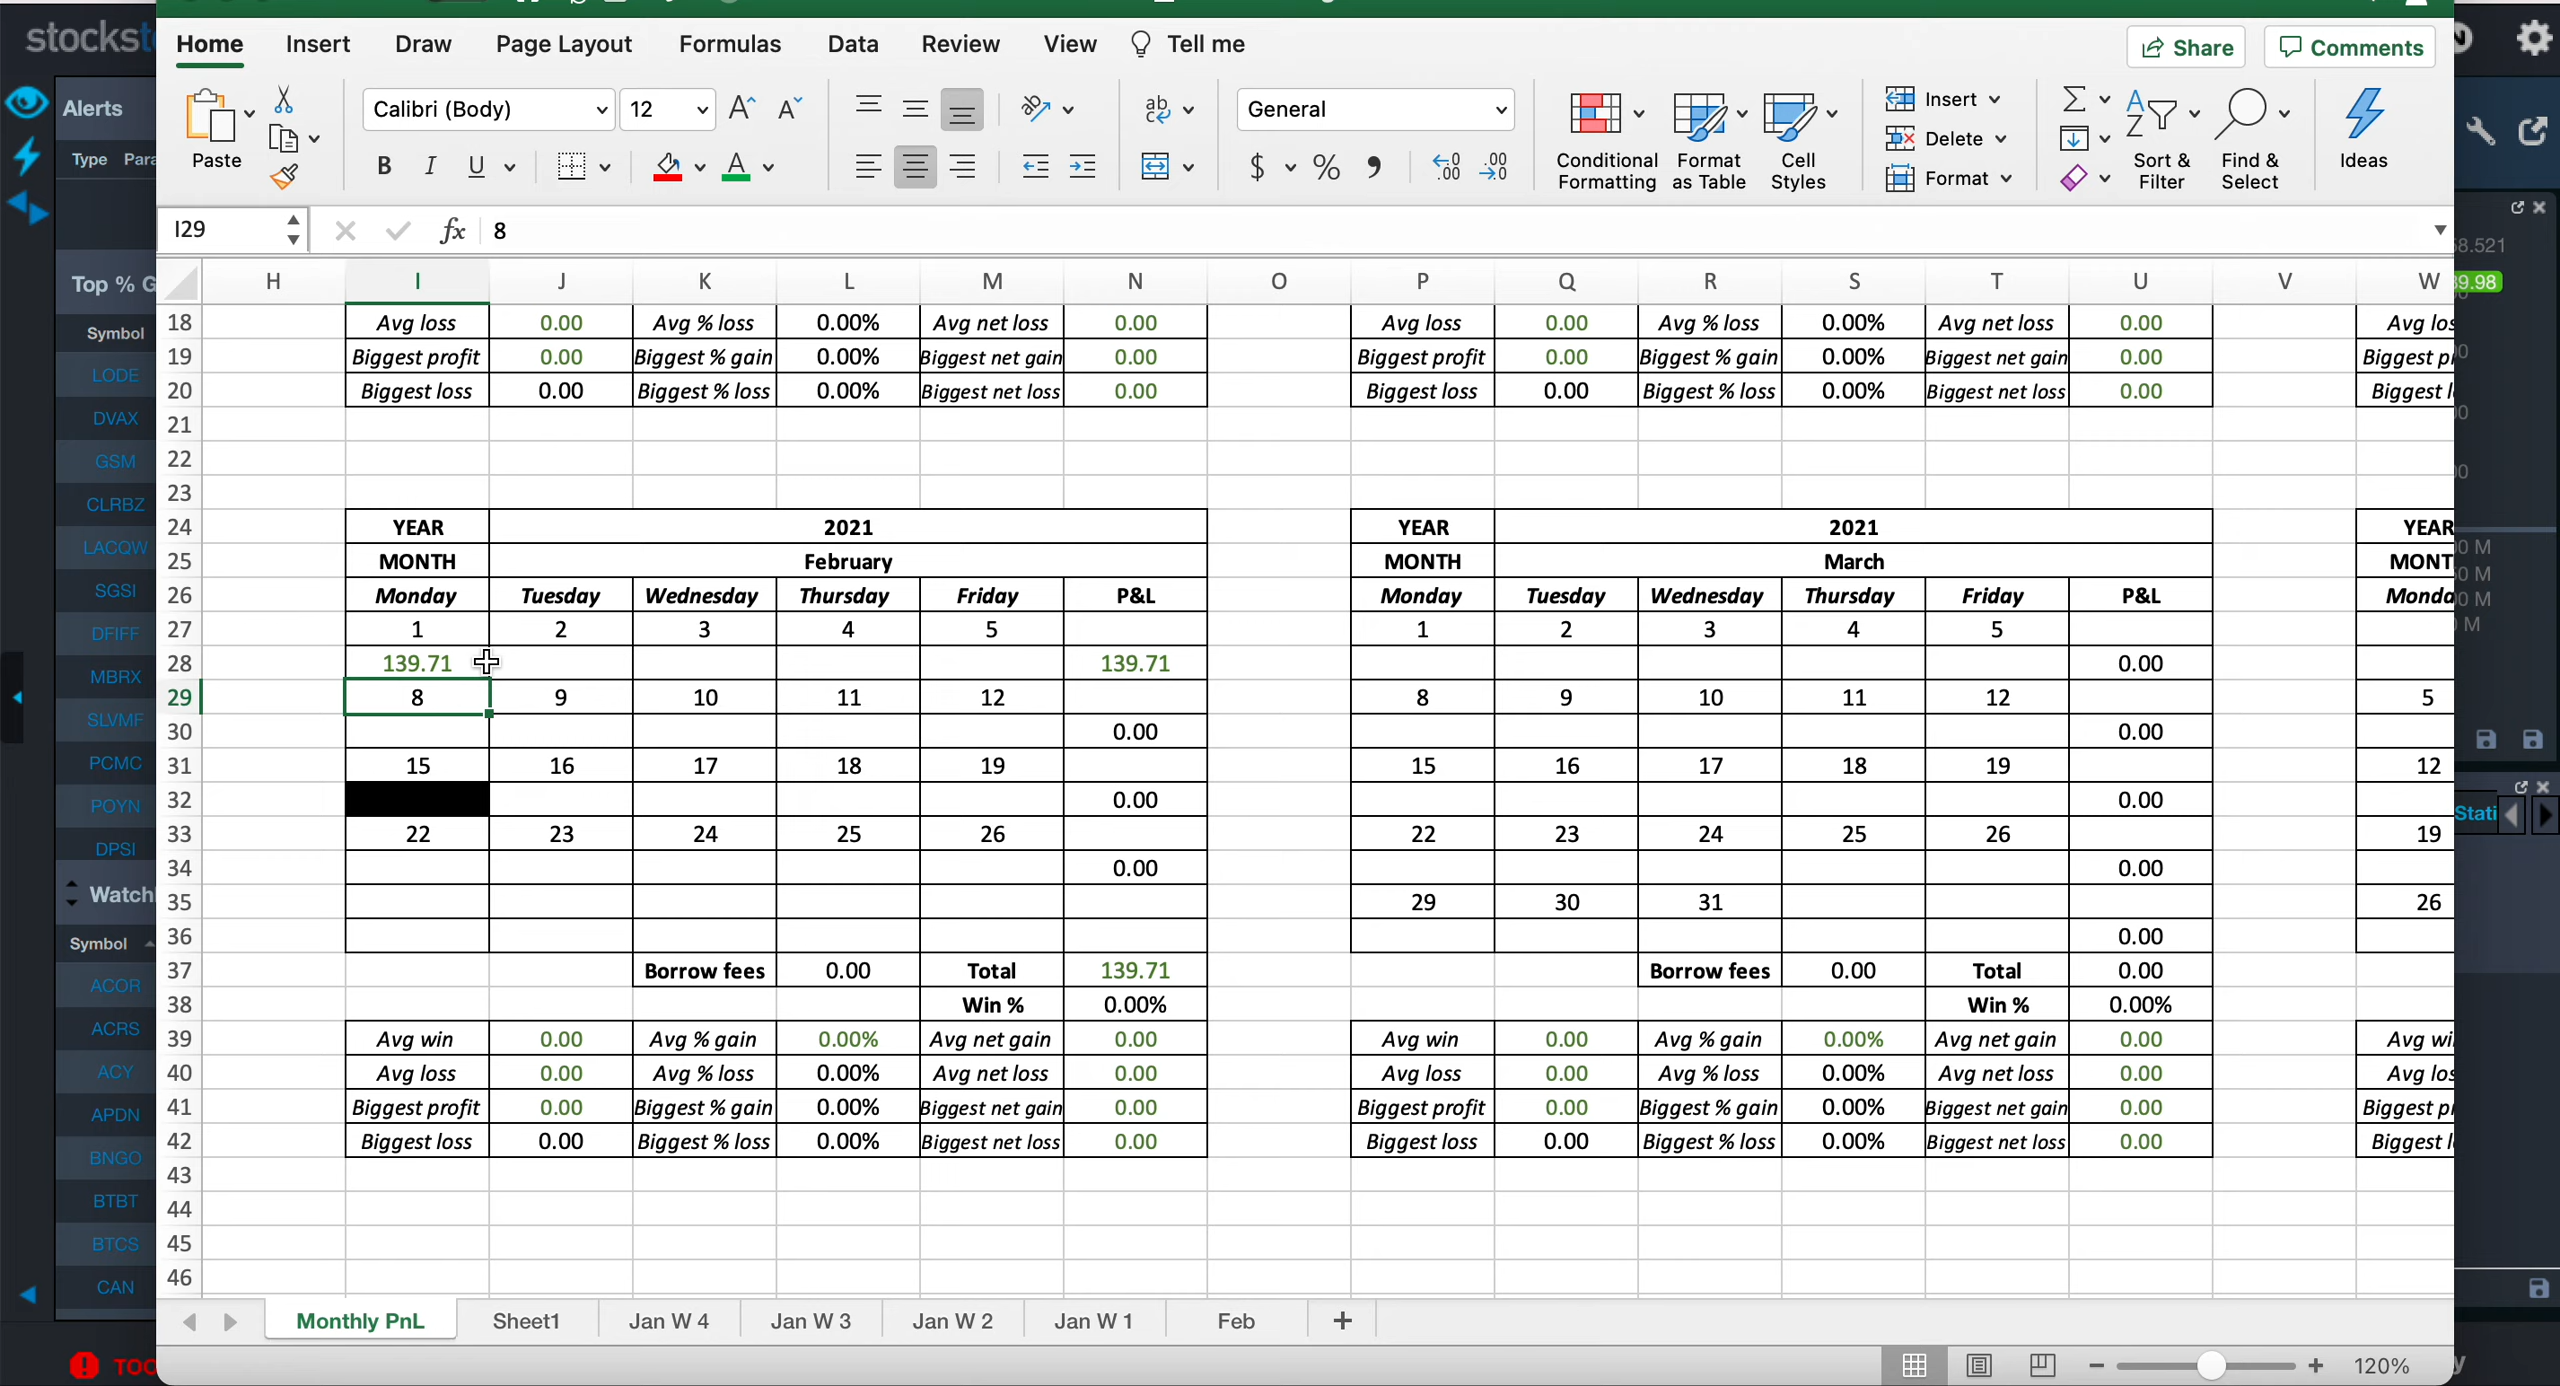 stockst
Home Insert Draw Page Layout Formulas Data Review View Tell me
Share Comments
Alerts
Type Para
Paste
Calibri (Body) 12
General
Conditional Formatting Format as Table Cell Styles
Insert
Delete
Format
Sort & Filter Find & Select
Ideas
I29 fx 8
H I J K L M N O P Q R S T U V W
18 Avg loss 0.00 Avg % loss 0.00% Avg net loss 0.00 Avg loss 0.00 Avg % loss 0.00% Avg net loss 0.00 Avg los
19 Biggest profit 0.00 Biggest % gain 0.00% Biggest net gain 0.00 Biggest profit 0.00 Biggest % gain 0.00% Biggest net gain 0.00 Biggest p
20 Biggest loss 0.00 Biggest % loss 0.00% Biggest net loss 0.00 Biggest loss 0.00 Biggest % loss 0.00% Biggest net loss 0.00 Biggest l
21
22
23
24 YEAR 2021 YEAR 2021 YEAR
25 MONTH February MONTH March MONT
26 Monday Tuesday Wednesday Thursday Friday P&L Monday Tuesday Wednesday Thursday Friday P&L Monda
27 1 2 3 4 5 1 2 3 4 5
28 139.71 139.71 0.00
29 8 9 10 11 12 8 9 10 11 12 5
30 0.00 0.00
31 15 16 17 18 19 15 16 17 18 19 12
32 0.00 0.00
33 22 23 24 25 26 22 23 24 25 26 19
34 0.00 0.00
35 29 30 31 26
36 0.00
37 Borrow fees 0.00 Total 139.71 Borrow fees 0.00 Total 0.00
38 Win % 0.00% Win % 0.00%
39 Avg win 0.00 Avg % gain 0.00% Avg net gain 0.00 Avg win 0.00 Avg % gain 0.00% Avg net gain 0.00 Avg wi
40 Avg loss 0.00 Avg % loss 0.00% Avg net loss 0.00 Avg loss 0.00 Avg % loss 0.00% Avg net loss 0.00 Avg los
41 Biggest profit 0.00 Biggest % gain 0.00% Biggest net gain 0.00 Biggest profit 0.00 Biggest % gain 0.00% Biggest net gain 0.00 Biggest p
42 Biggest loss 0.00 Biggest % loss 0.00% Biggest net loss 0.00 Biggest loss 0.00 Biggest % loss 0.00% Biggest net loss 0.00 Biggest l
43
44
45
46
Top % G
Symbol
LODE
DVAX
GSM
CLRBZ
LACQW
SGSI
DFIFF
MBRX
SLVMF
PCMC
POYN
DPSI
Watchl
Symbol
ACOR
ACRS
ACY
APDN
BNGO
BTBT
BTCS
CAN
TOO
8.521
9.98
Stati
Monthly PnL Sheet1 Jan W 4 Jan W 3 Jan W 2 Jan W 1 Feb +
120%